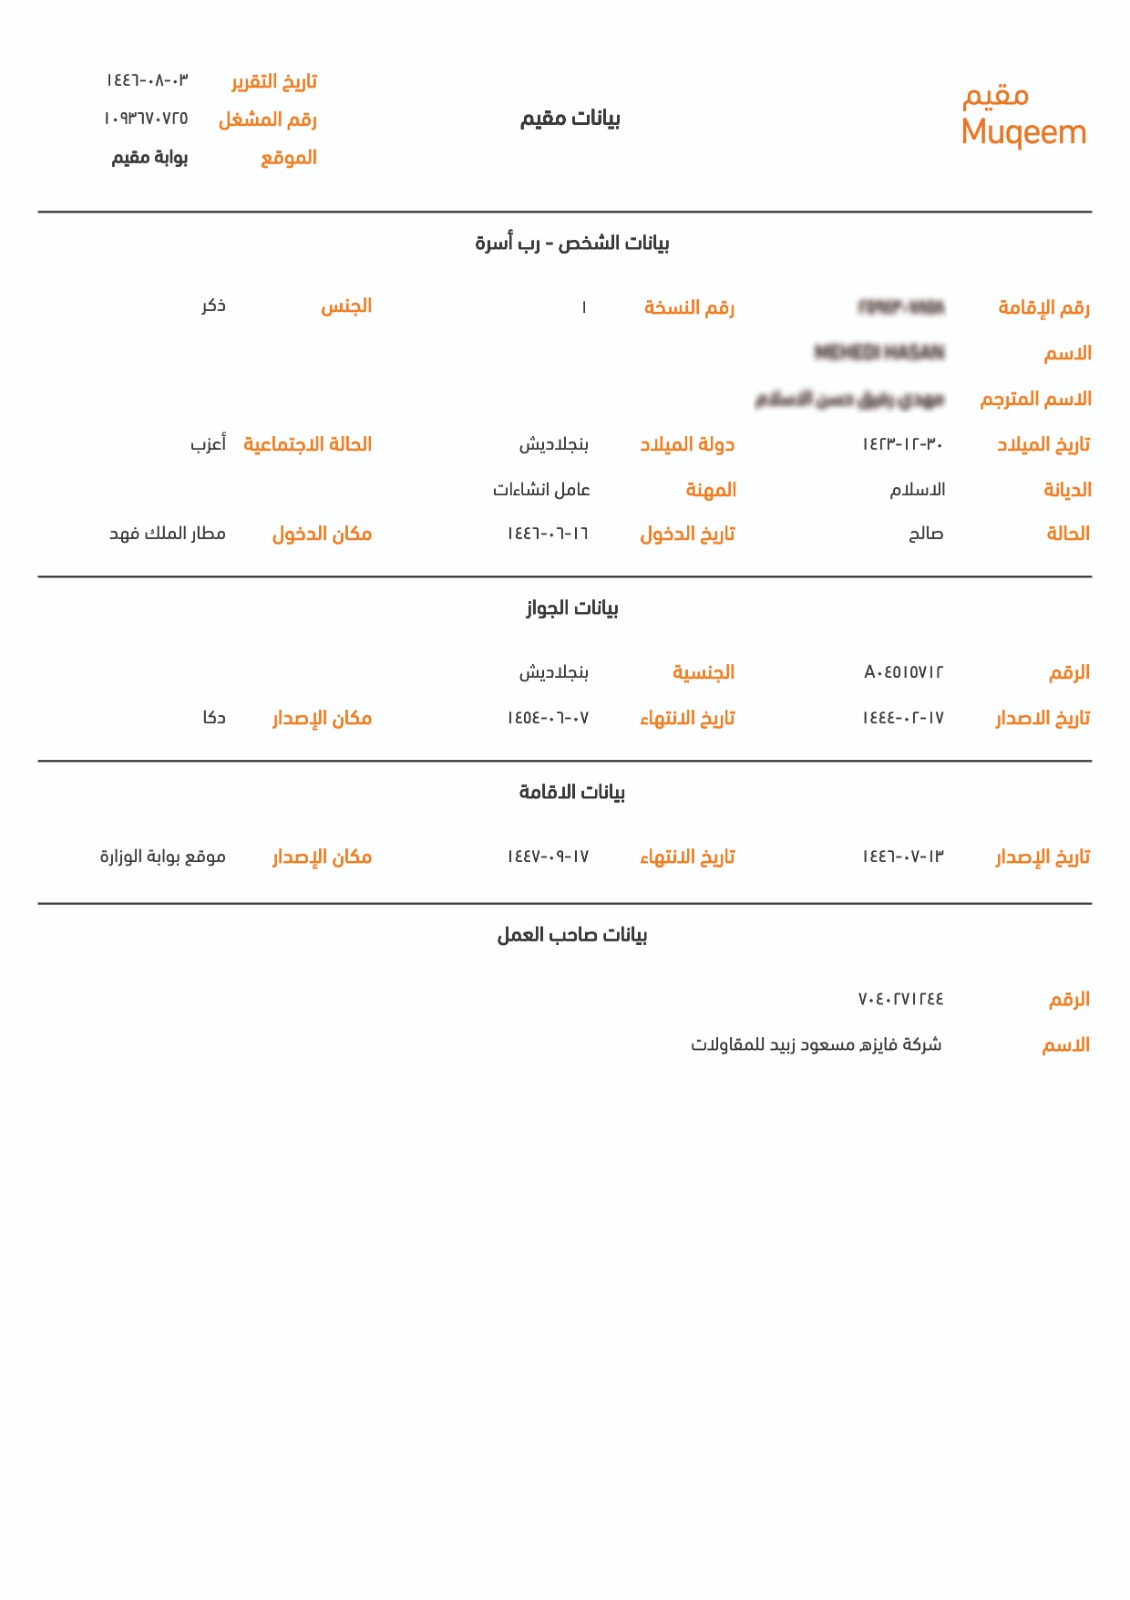 مقيم
Muqeem
بيانات مقيم
تاريخ التقرير ١٤٤٦-٠٨-٠٣
رقم المشغل ١٠٩٣٦٧٠٧٢٥
الموقع بوابة مقيم
بيانات الشخص - رب أسرة
رقم الإقامة رقم النسخة ١ الجنس ذكر
الاسم
الاسم المترجم
تاريخ الميلاد ١٤٢٣-١٢-٣٠ دولة الميلاد بنجلاديش الحالة الاجتماعية أعزب
الديانة الاسلام المهنة عامل انشاءات
الحالة صالح تاريخ الدخول ١٤٤٦-٠٦-١٦ مكان الدخول مطار الملك فهد
بيانات الجواز
الرقم A٠٤٥١٥٧١٢ الجنسية بنجلاديش
تاريخ الاصدار ١٤٤٤-٠٢-١٧ تاريخ الانتهاء ١٤٥٤-٠٦-٠٧ مكان الإصدار دكا
بيانات الاقامة
تاريخ الإصدار ١٤٤٦-٠٧-١٣ تاريخ الانتهاء ١٤٤٧-٠٩-١٧ مكان الإصدار موقع بوابة الوزارة
بيانات صاحب العمل
الرقم ٧٠٤٠٢٧١٢٤٤
الاسم شركة فايزه مسعود زبيد للمقاولات